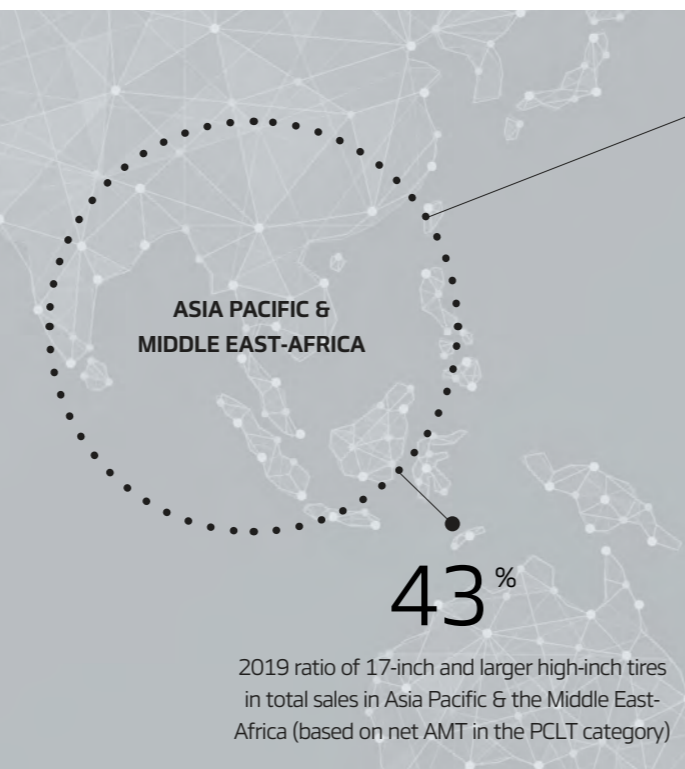 ASIA PACIFIC &
MIDDLE EAST-AFRICA
43%
2019 ratio of 17-inch and larger high-inch tires
in total sales in Asia Pacific & the Middle East-
Africa (based on net AMT in the PCLT category)